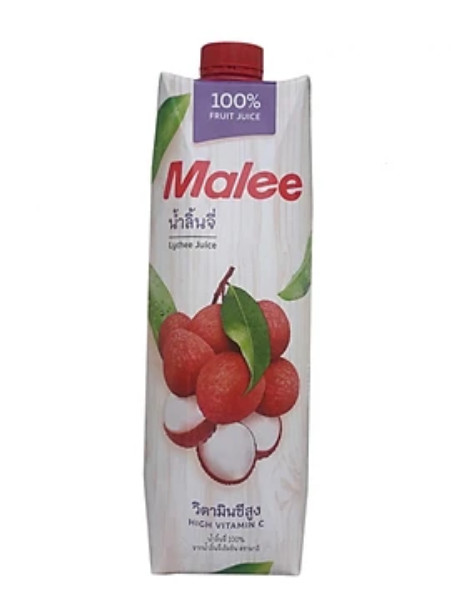 100%
FRUIT JUICE
Malee
น้ำลิ้นจี่
Lychee Juice
วิตามินซีสูง
HIGH VITAMIN C
น้ำลิ้นจี่ 100%